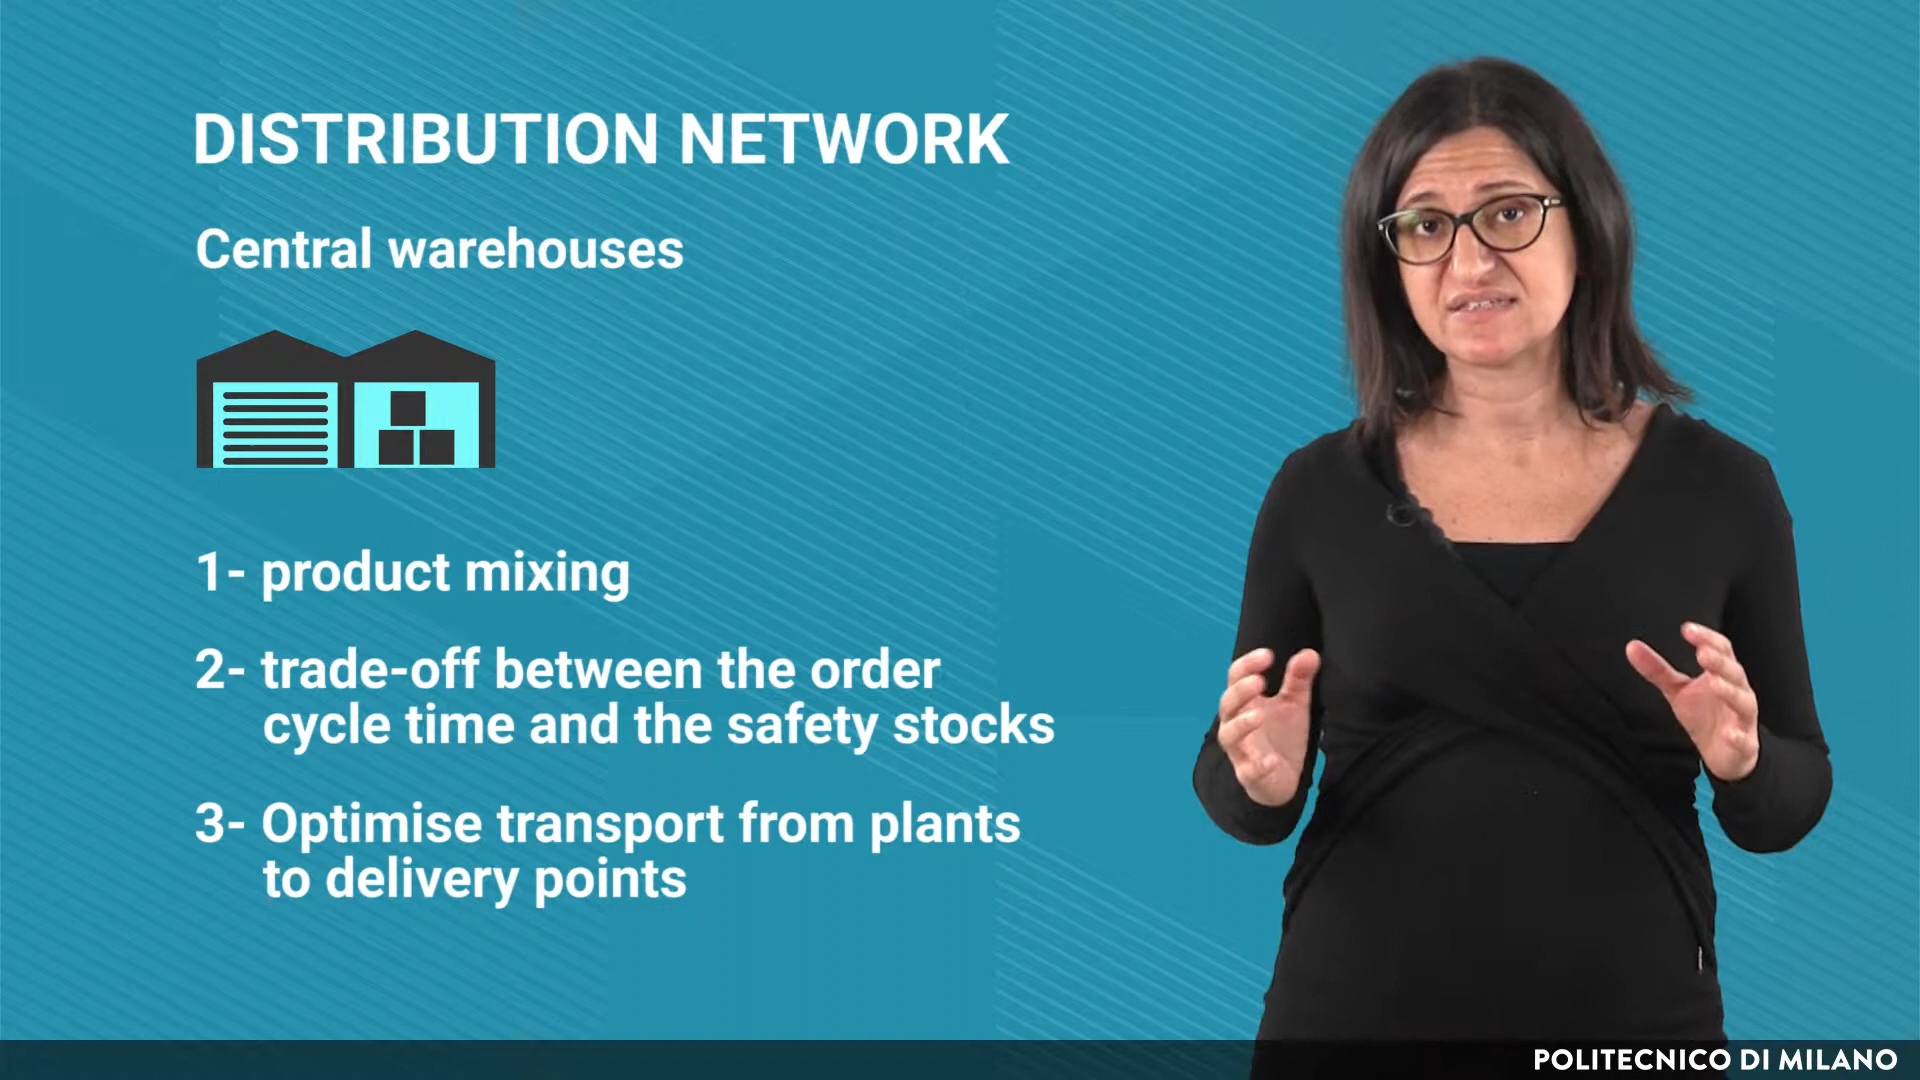 DISTRIBUTION NETWORK
Central warehouses
1- product mixing
2- trade-off between the order
cycle time and the safety stocks
3- Optimise transport from plants
to delivery points
POLITECNICO DI MILANO